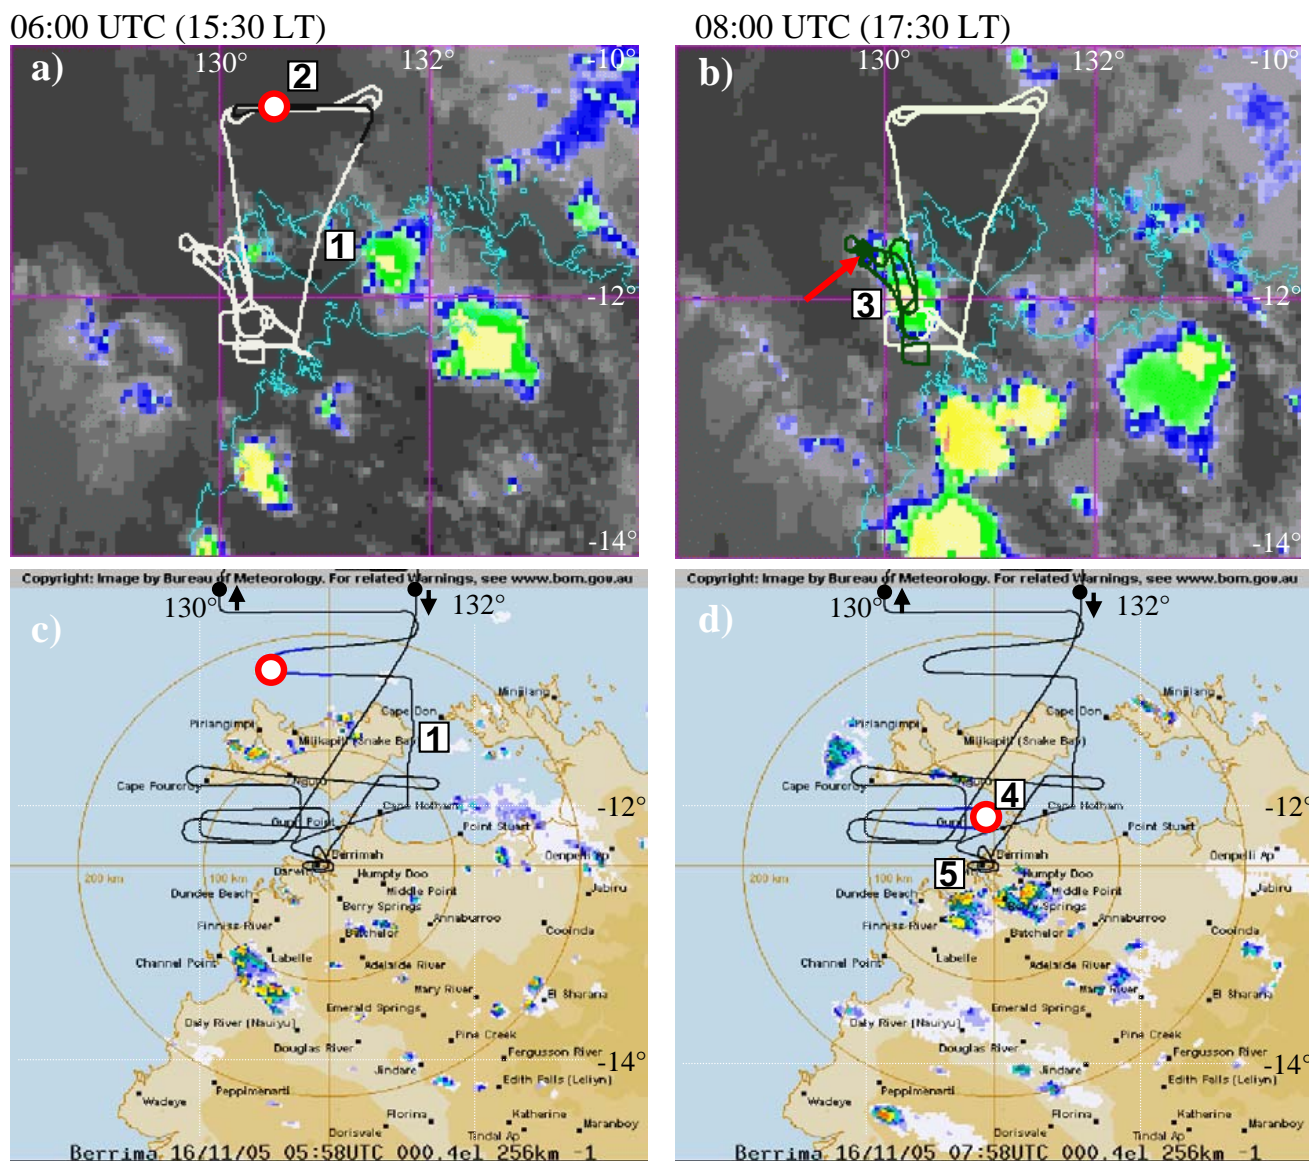 06:00 UTC (15:30 LT)
08:00 UTC (17:30 LT)
a)
130°
132°
-10°
2
1
-12°
-14°
b)
130°
132°
-10°
3
-12°
-14°
Copyright: Image by Bureau of Meteorology. For related Warnings, see www.bom.gov.au
130°
132°
c)
Minjilang
Cape Don
Pirlangimpi
Milikapiti (Snake Bay)
1
Nguiu
Cape Fourcroy
-12°
Cape Hotham
Gunn Point
Point Stuart
Berrimah
Oenpelli Ap
Darwin
200 km
100 km
Humpty Doo
Dundee Beach
Middle Point
Jabiru
Berry Springs
Annaburroo
Finniss River
Batchelor
Cooinda
Channel Point
Labelle
Adelaide River
Mary River
El Sharana
Emerald Springs
Daly River (Nauiyu)
Pine Creek
Douglas River
Fergusson River
-14°
Jindare
Peppimenarti
Edith Falls (Leliyn)
Wadeye
Florina
Katherine
Maranboy
Dorisvale
Tindal Ap
Berrima 16/11/05 05:58UTC 000.4el 256km -1
Copyright: Image by Bureau of Meteorology. For related Warnings, see www.bom.gov.au
130°
132°
d)
Minjilang
Cape Don
Pirlangimpi
Milikapiti (Snake Bay)
Cape Fourcroy
4
-12°
Cape Hotham
Point Stuart
Berrimah
Oenpelli Ap
5
200 km
100 km
Humpty Doo
Dundee Beach
Middle Point
Jabiru
Berry Springs
Annaburroo
Finniss River
Batchelor
Cooinda
Channel Point
Labelle
Adelaide River
Mary River
El Sharana
Emerald Springs
Daly River (Nauiyu)
Pine Creek
Douglas River
Fergusson River
-14°
Jindare
Peppimenarti
Edith Falls (Leliyn)
Wadeye
Florina
Katherine
Maranboy
Dorisvale
Tindal Ap
Berrima 16/11/05 07:58UTC 000.4el 256km -1